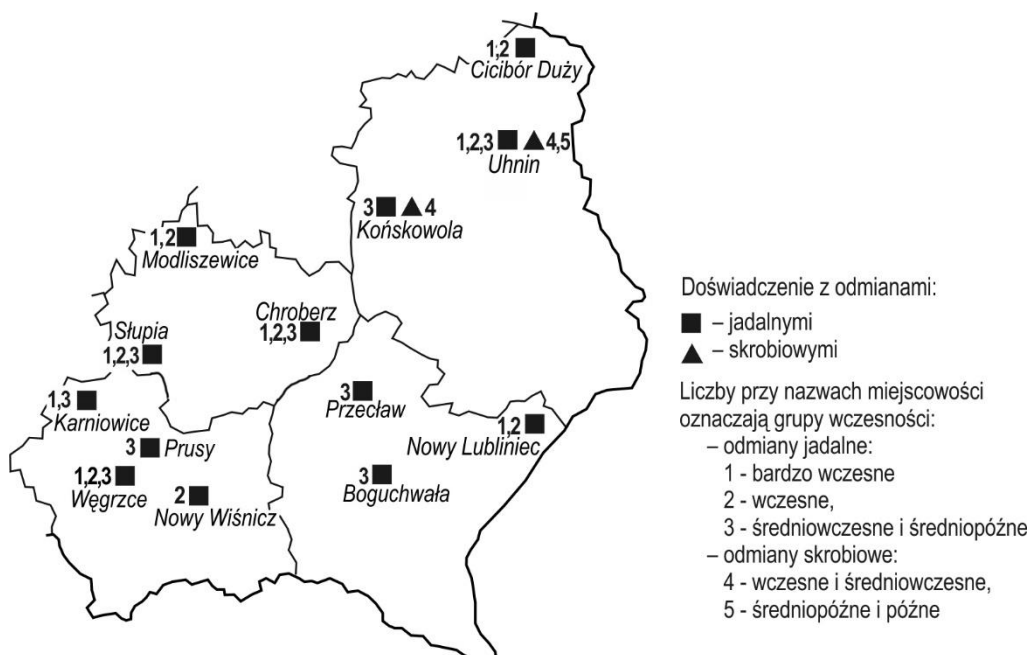 1,2
Cicibór Duży
1,2,3 4,5
Uhnin
3 4
Końskowola
1,2
Modliszewice
Chroberz
1,2,3
Słupia
1,2,3
1,3
Karniowice
3
Przecław
1,2
Nowy Lubliniec
3 Prusy
1,2,3
Węgrzce
2
Nowy Wiśnicz
3
Boguchwała
Doświadczenie z odmianami:
– jadalnymi
– skrobiowymi
Liczby przy nazwach miejscowości
oznaczają grupy wczesności:
– odmiany jadalne:
1 - bardzo wczesne
2 - wczesne,
3 - średniowczesne i średniopóźne
– odmiany skrobiowe:
4 - wczesne i średniowczesne,
5 - średniopóźne i późne